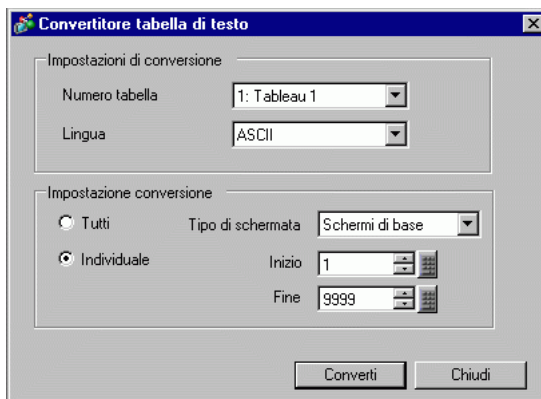 Convertitore tabella di testo
Impostazioni di conversione
Numero tabella 1: Tableau 1
Lingua ASCII
Impostazione conversione
Tutti Tipo di schermata Schermi di base
Individuale Inizio 1
Fine 9999
Converti Chiudi